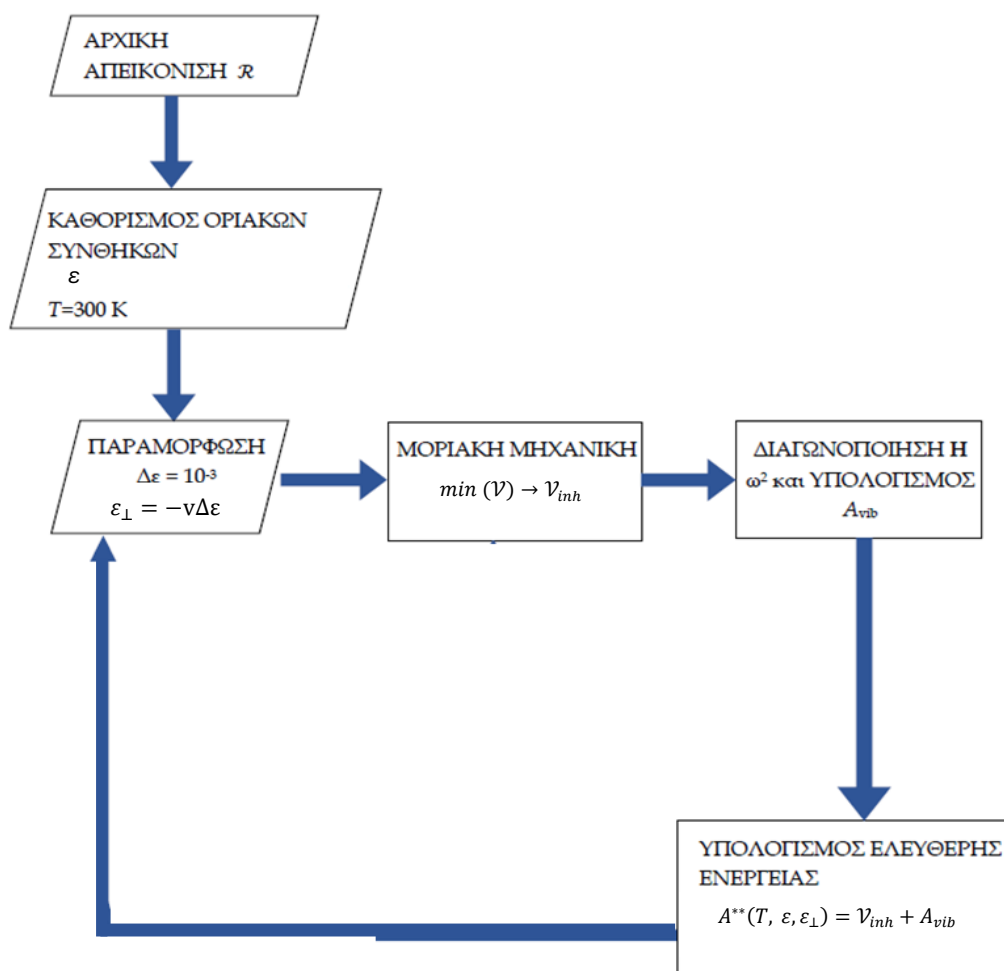 ΑΡΧΙΚΗ
ΑΠΕΙΚΟΝΙΣΗ ℛ
ΚΑΘΟΡΙΣΜΟΣ ΟΡΙΑΚΩΝ
ΣΥΝΘΗΚΩΝ
ε
T=300 K
ΠΑΡΑΜΟΡΦΩΣΗ
Δε = 10⁻³
ε⊥ = −vΔε
ΜΟΡΙΑΚΗ ΜΗΧΑΝΙΚΗ
min (𝒱) → 𝒱inh
ΔΙΑΓΩΝΟΠΟΙΗΣΗ H
ω² και ΥΠΟΛΟΓΙΣΜΟΣ
Avib
ΥΠΟΛΟΓΙΣΜΟΣ ΕΛΕΥΘΕΡΗΣ
ΕΝΕΡΓΕΙΑΣ
A**(T, ε, ε⊥) = 𝒱inh + Avib